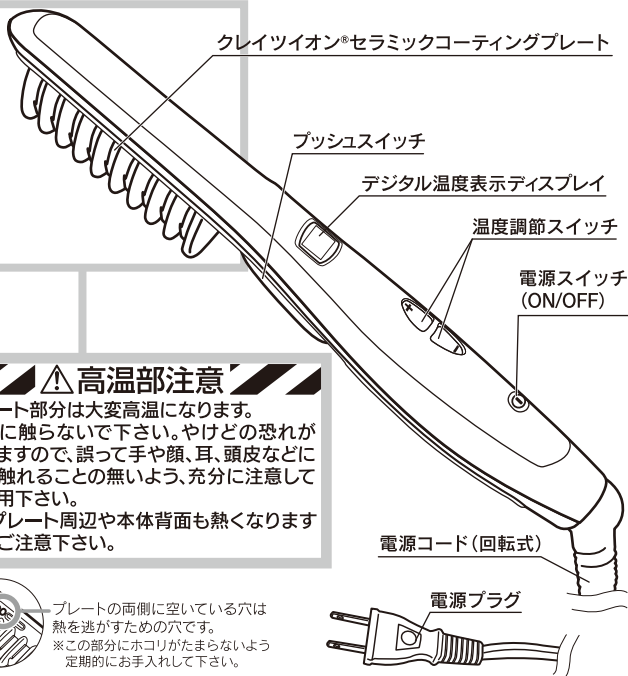 クレイツイオン®セラミックコーティングプレート
プッシュスイッチ
デジタル温度表示ディスプレイ
温度調節スイッチ
電源スイッチ
(ON/OFF)
+
−
高温部注意
ート部分は大変高温になります。
に触らないで下さい。やけどの恐れが
ますので、誤って手や顔、耳、頭皮などに
触れることの無いよう、充分に注意して
用下さい。
プレート周辺や本体背面も熱くなります
ご注意下さい。
電源コード(回転式)
電源プラグ
プレートの両側に空いている穴は
熱を逃がすための穴です。
※この部分にホコリがたまらないよう
定期的にお手入れして下さい。